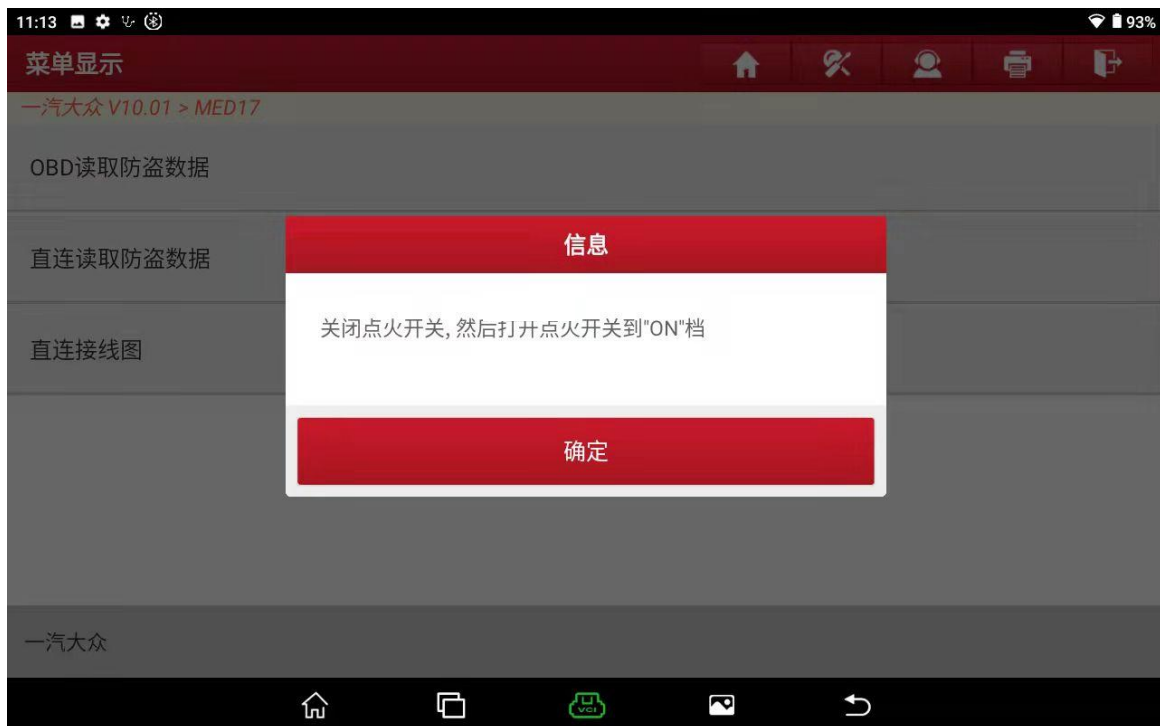 11:13
93%
菜单显示
一汽大众 V10.01 > MED17
OBD读取防盗数据
直连读取防盗数据
直连接线图
信息
关闭点火开关, 然后打开点火开关到"ON"档
确定
一汽大众
VCI